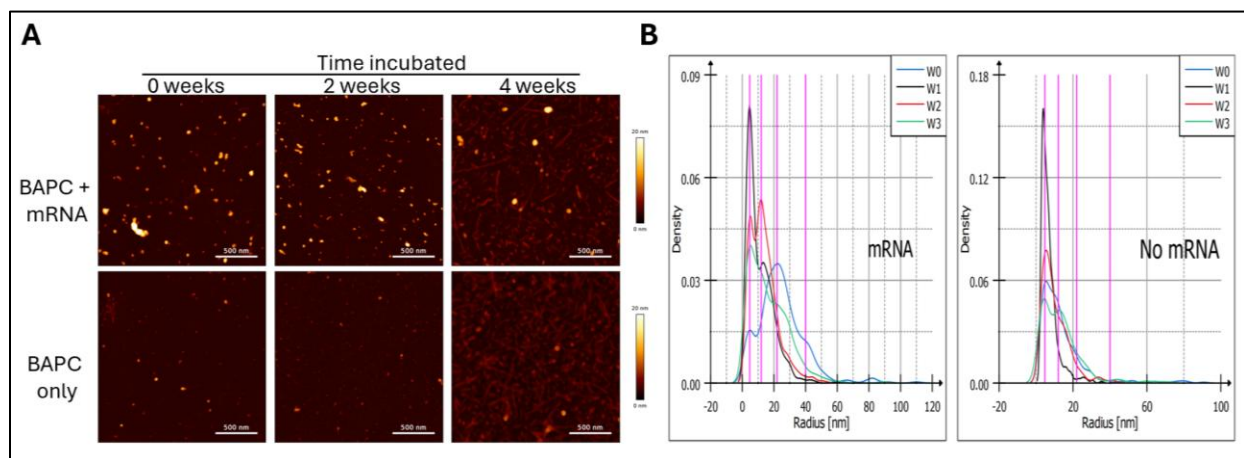 A
Time incubated
0 weeks 2 weeks 4 weeks
BAPC +
mRNA
500 nm 500 nm 500 nm
20 nm
0 nm
BAPC
only
500 nm 500 nm 500 nm
20 nm
0 nm
B
W0
W1
W2
W3
0.09
0.06
0.03
0.00
Density
mRNA
-20 0 20 40 60 80 100 120
Radius [nm]
W0
W1
W2
W3
0.18
0.12
0.06
0.00
Density
No mRNA
-20 20 60 100
Radius [nm]